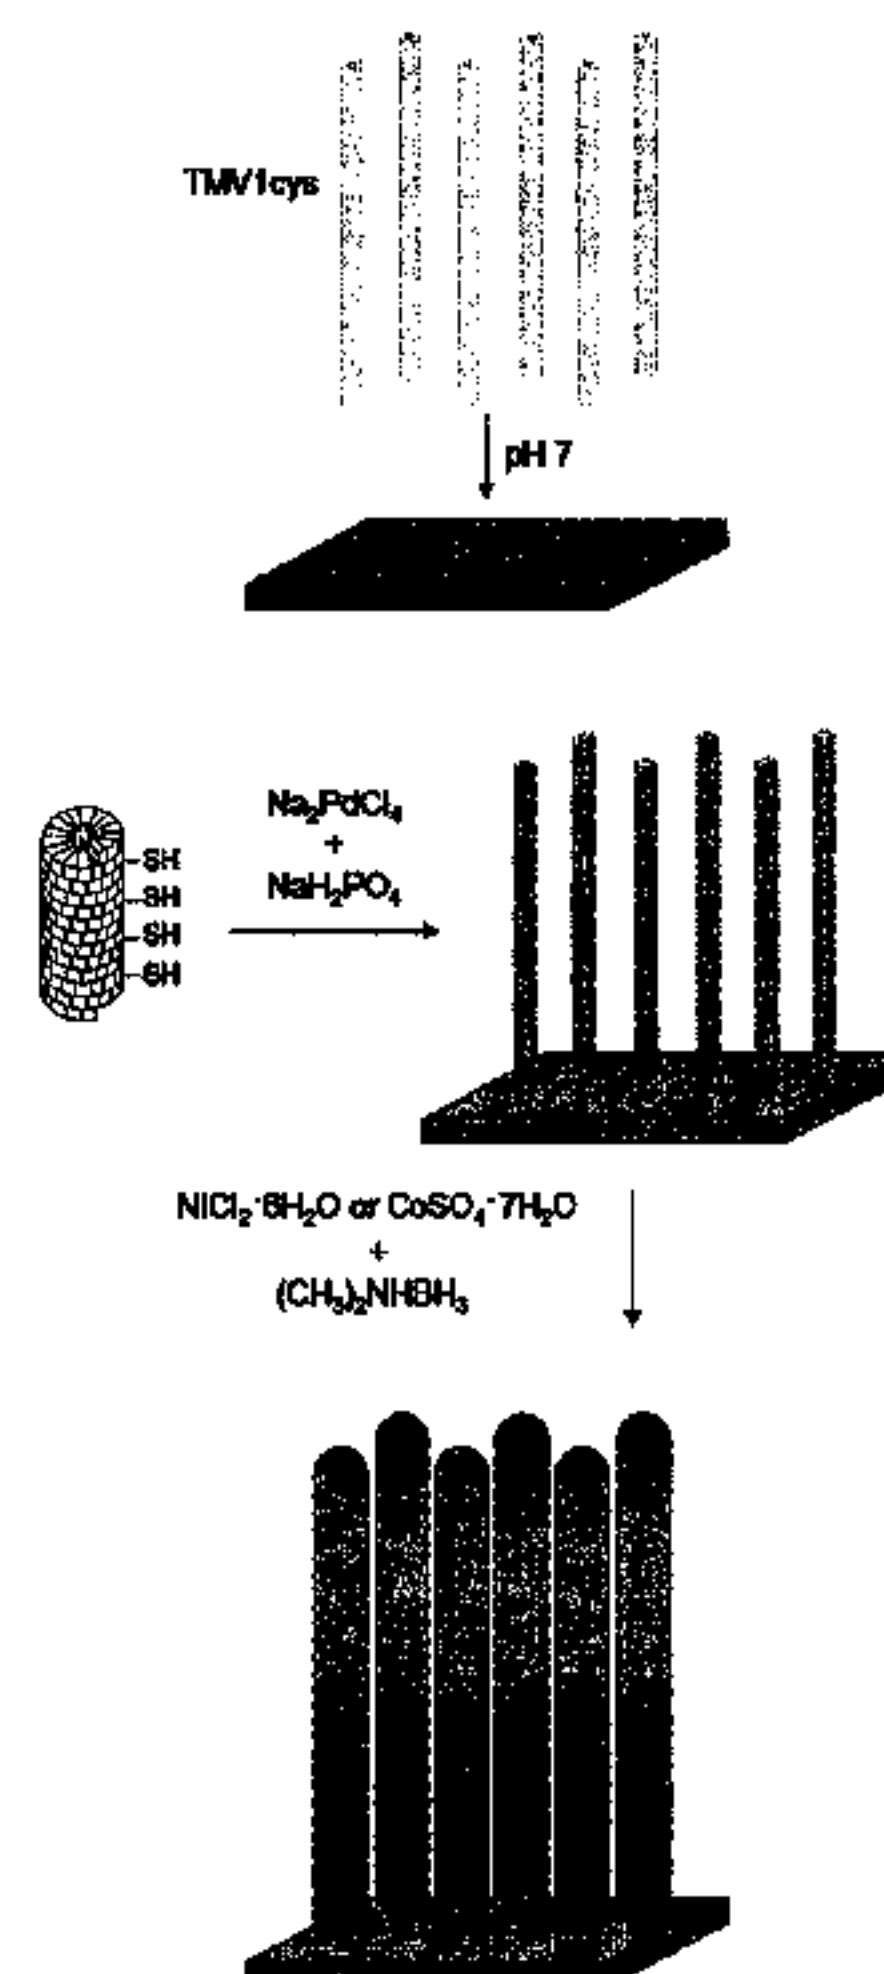 TMV1cys
pH 7
Na₂PdCl₄
+
NaH₂PO₄
-SH
-SH
-SH
-SH
NiCl₂·6H₂O or CoSO₄·7H₂O
+
(CH₃)₂NHBH₃